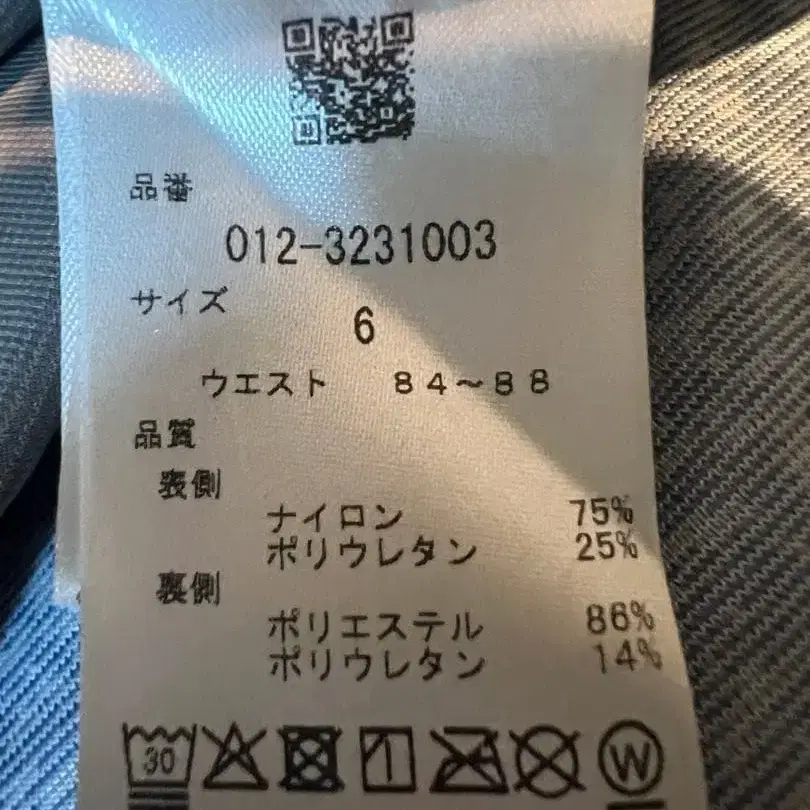 品番
012-3231003
サイズ
6
ウエスト　８４～８８
品質
表側
ナイロン 75%
ポリウレタン 25%
裏側
ポリエステル 86%
ポリウレタン 14%
30 W